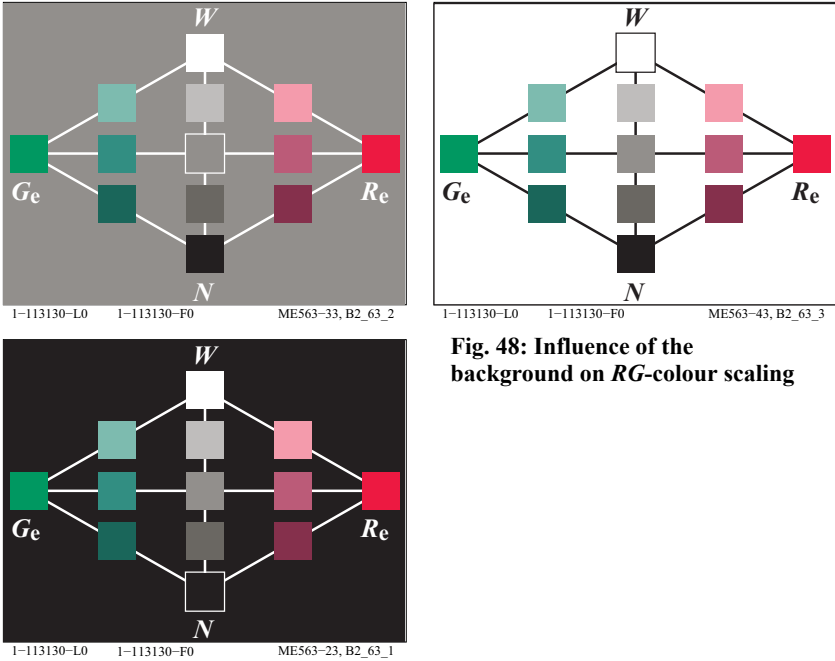 W
Ge Re
N
1−113130−L0 1−113130−F0 ME563−33, B2_63_2
W
Ge Re
N
1−113130−L0 1−113130−F0 ME563−43, B2_63_3
Fig. 48: Influence of the
background on RG-colour scaling
W
Ge Re
N
1−113130−L0 1−113130−F0 ME563−23, B2_63_1